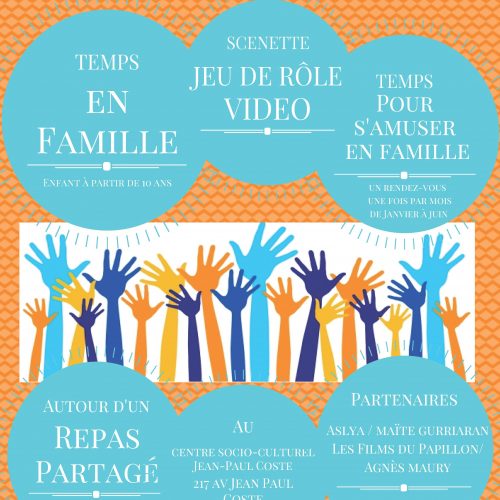 TEMPS
EN
FAMILLE
ENFANT À PARTIR DE 10 ANS
SCENETTE
JEU DE RÔLE
VIDEO
TEMPS
POUR
S'AMUSER
EN FAMILLE
UN RENDEZ-VOUS
UNE FOIS PAR MOIS
DE JANVIER À JUIN
AUTOUR D'UN
REPAS
PARTAGÉ
AU
CENTRE SOCIO-CULTUREL
JEAN-PAUL COSTE
217 AV JEAN PAUL
COSTE
PARTENAIRES
ASLYA / MAÏTE GURRIARAN
LES FILMS DU PAPILLON/
AGNÈS MAURY